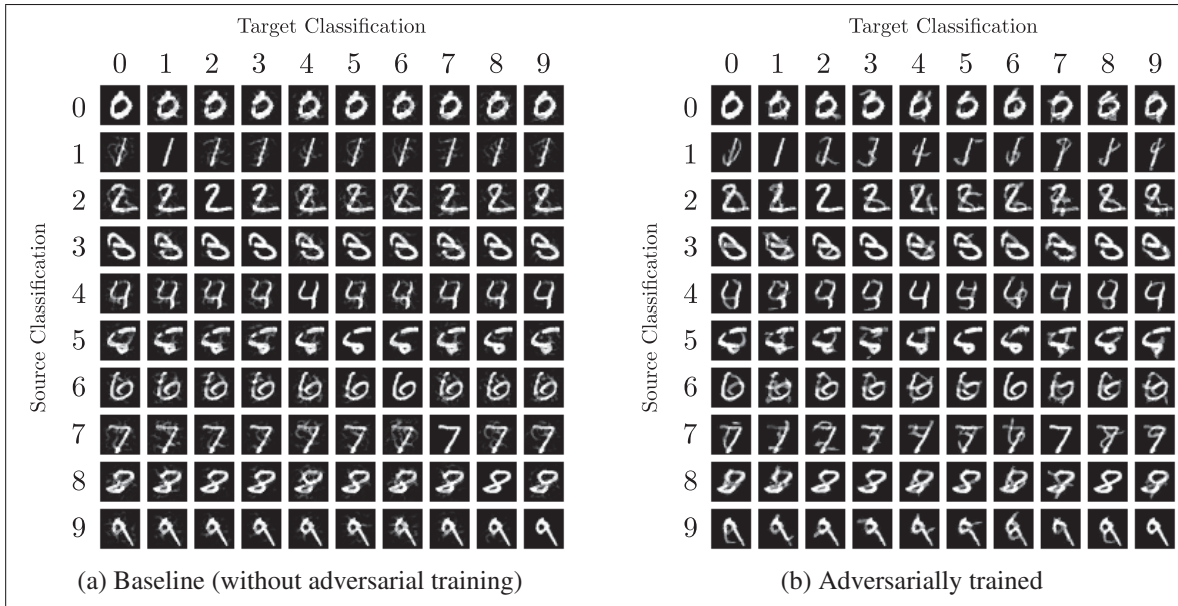 Target Classification
0 1 2 3 4 5 6 7 8 9
0
1
2
3
4
5
6
7
8
9
Source Classification
(a) Baseline (without adversarial training)
Target Classification
0 1 2 3 4 5 6 7 8 9
0
1
2
3
4
5
6
7
8
9
Source Classification
(b) Adversarially trained